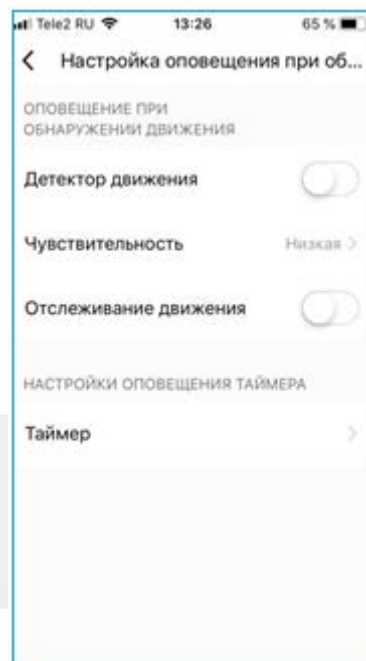 Tele2 RU 13:26 65 %
Настройка оповещения при об...
ОПОВЕЩЕНИЕ ПРИ
ОБНАРУЖЕНИИ ДВИЖЕНИЯ
Детектор движения
Чувствительность Низкая
Отслеживание движения
НАСТРОЙКИ ОПОВЕЩЕНИЯ ТАЙМЕРА
Таймер